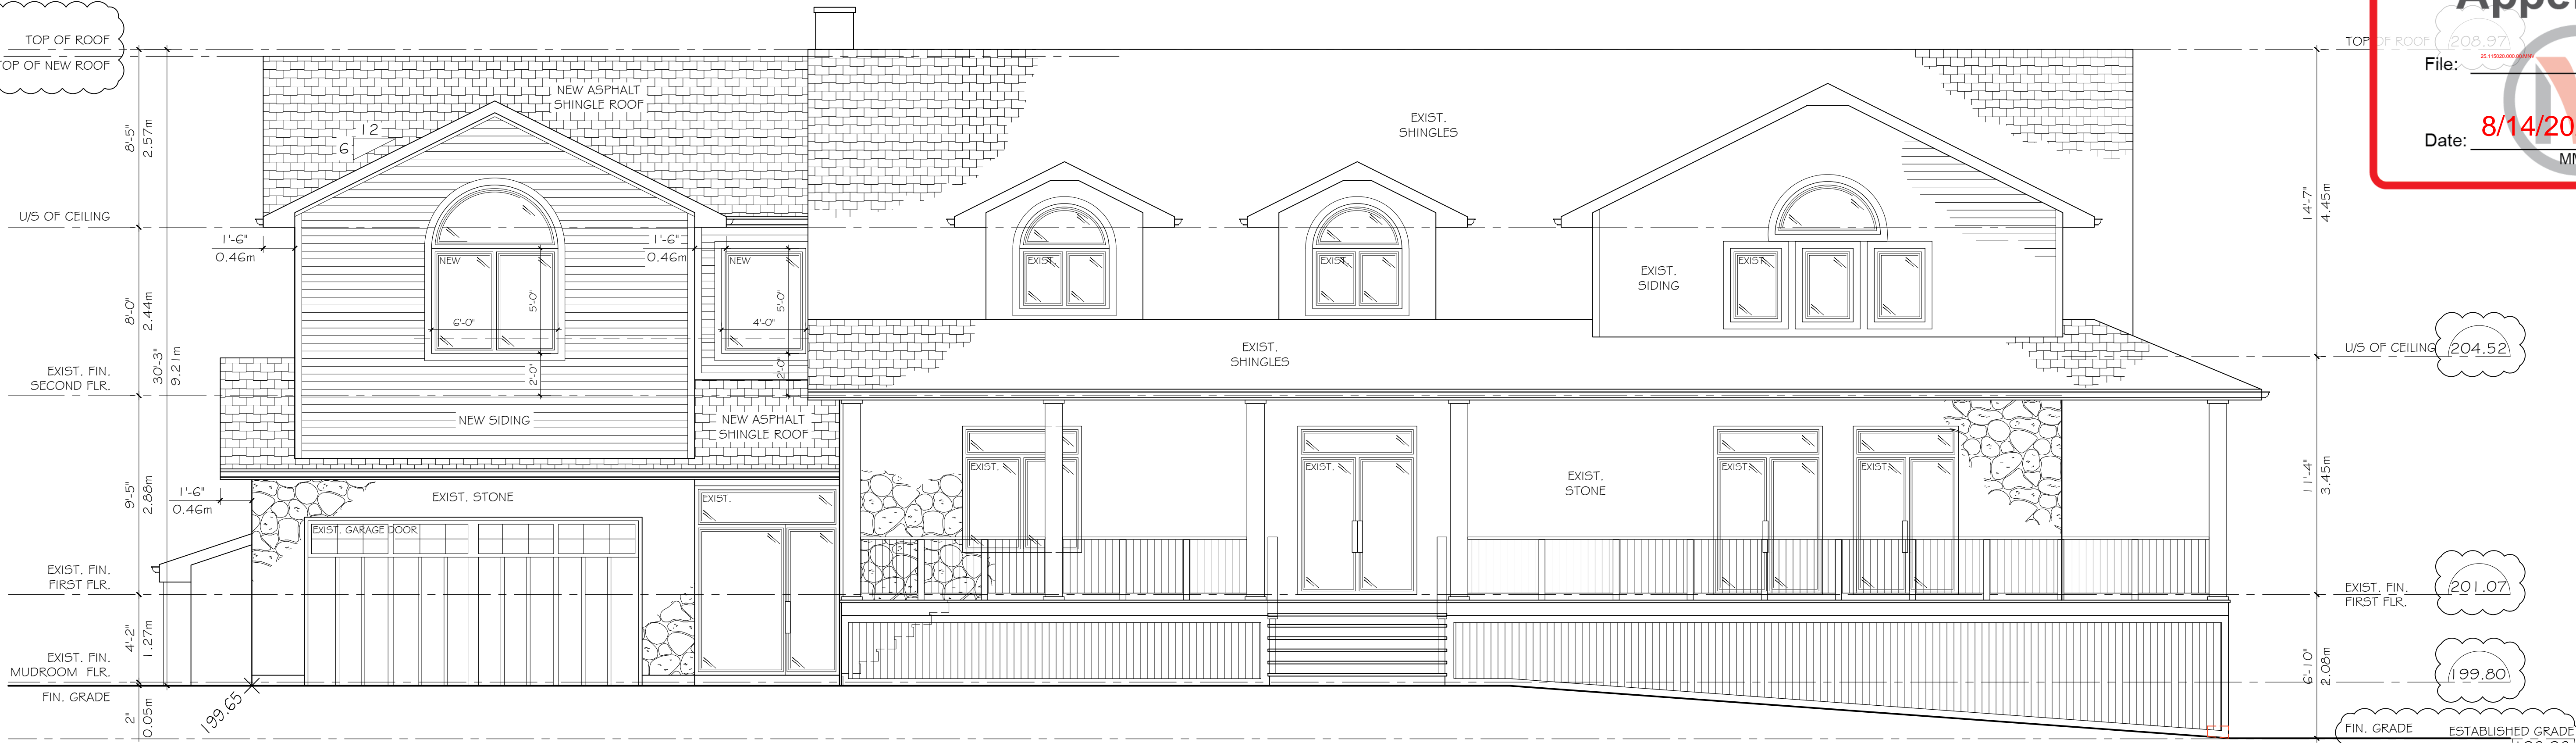 TOP OF ROOF
TOP OF NEW ROOF
8'-5"
2.57m
U/S OF CEILING
8'-0"
2.44m
30'-3"
9.21m
EXIST. FIN.
SECOND FLR.
9'-5"
2.88m
EXIST. FIN.
FIRST FLR.
4'-2"
1.27m
EXIST. FIN.
MUDROOM FLR.
FIN. GRADE
2"
0.05m
199.65
1'-6"
0.46m
1'-6"
0.46m
1'-6"
0.46m
12
6
NEW ASPHALT
SHINGLE ROOF
NEW
6'-0"
5'-0"
2'-0"
NEW
4'-0"
5'-0"
2'-0"
NEW SIDING
NEW ASPHALT
SHINGLE ROOF
EXIST. STONE
EXIST. GARAGE DOOR
EXIST.
EXIST.
SHINGLES
EXIST.
EXIST.
EXIST.
SIDING
EXIST.
EXIST.
SHINGLES
EXIST.
EXIST.
EXIST.
STONE
EXIST.
EXIST.
14'-7"
4.45m
11'-4"
3.45m
6'-10"
2.08m
TOP OF ROOF 208.97
25.115020.000.00.MNV
File:
Date: 8/14/20
U/S OF CEILING 204.52
EXIST. FIN.
FIRST FLR.
201.07
199.80
FIN. GRADE ESTABLISHED GRADE